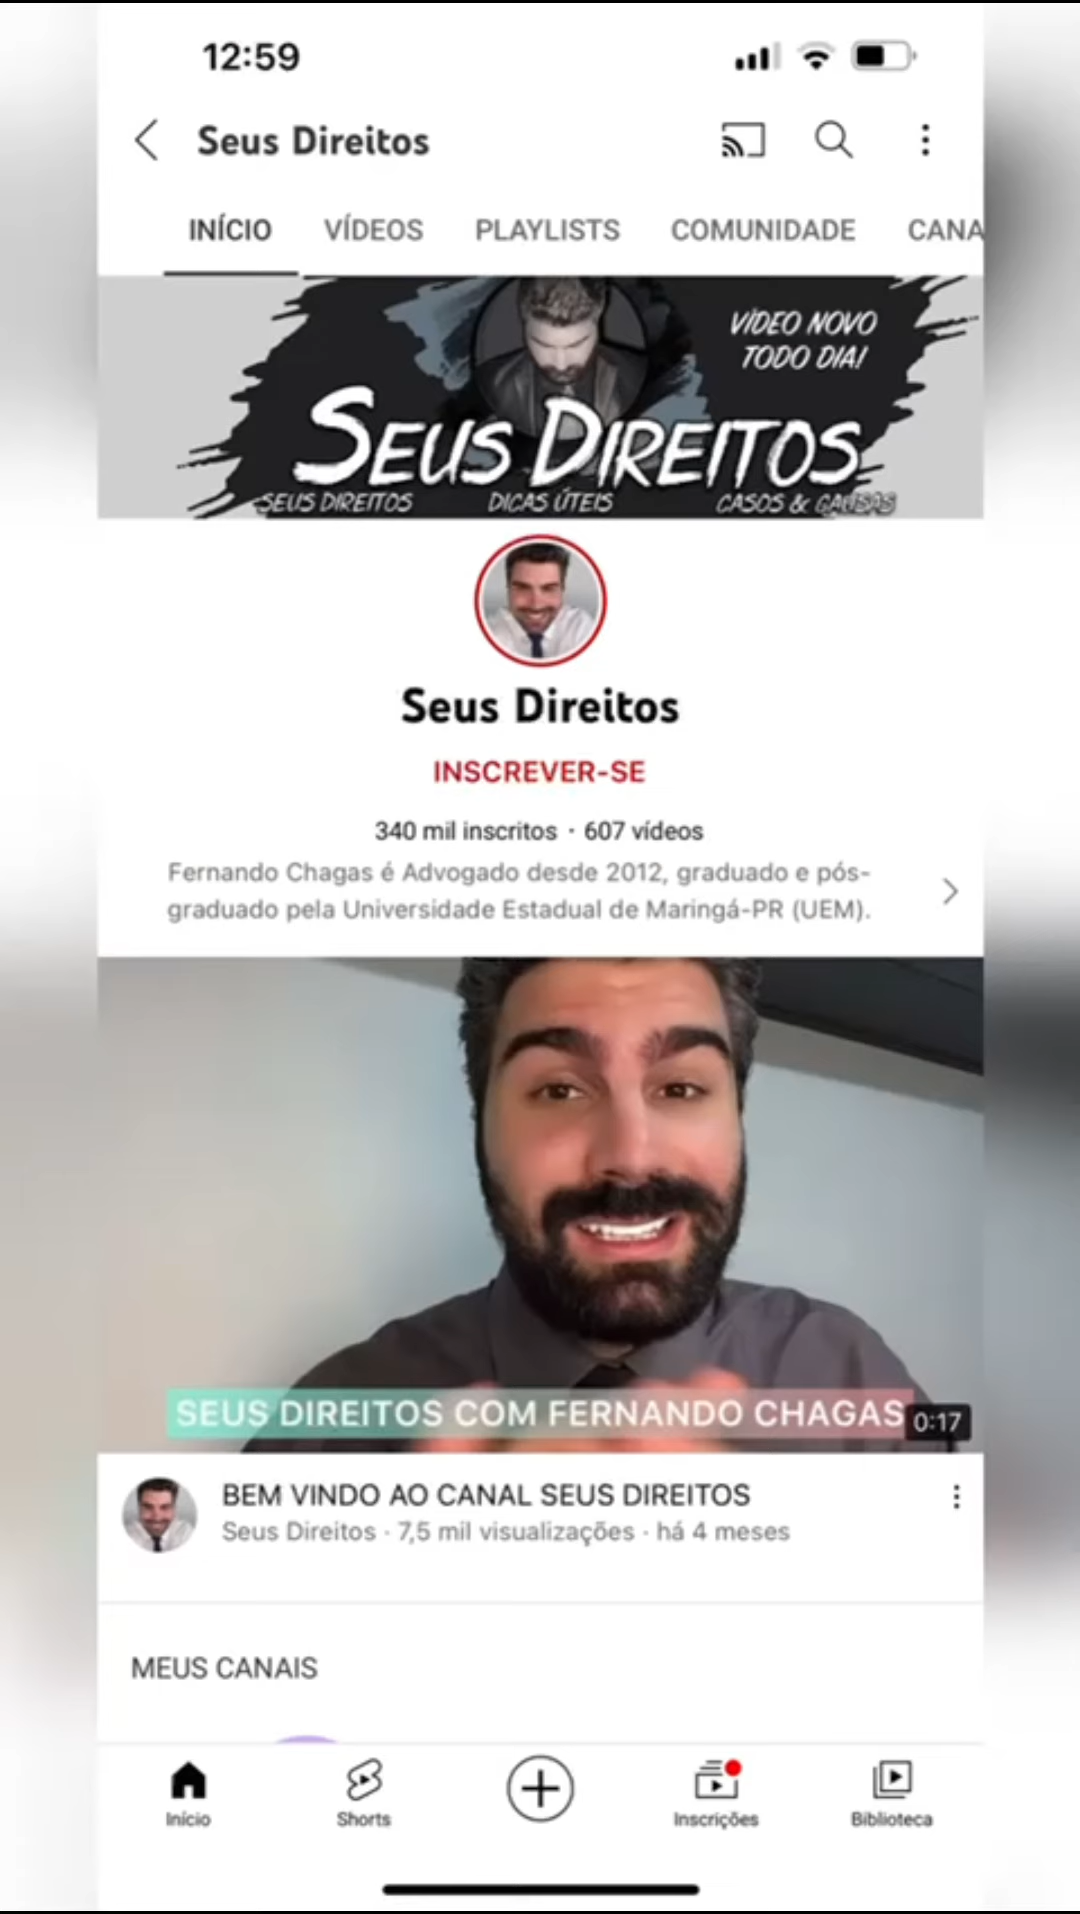 12:59
Seus Direitos
INÍCIO VÍDEOS PLAYLISTS COMUNIDADE CANA
VÍDEO NOVO
TODO DIA!
SEUS DIREITOS
SEUS DIREITOS DICAS ÚTEIS CASOS & CAUSAS
Seus Direitos
INSCREVER-SE
340 mil inscritos · 607 vídeos
Fernando Chagas é Advogado desde 2012, graduado e pós-
graduado pela Universidade Estadual de Maringá-PR (UEM).
SEUS DIREITOS COM FERNANDO CHAGAS
0:17
BEM VINDO AO CANAL SEUS DIREITOS
Seus Direitos · 7,5 mil visualizações · há 4 meses
MEUS CANAIS
Início Shorts Inscrições Biblioteca